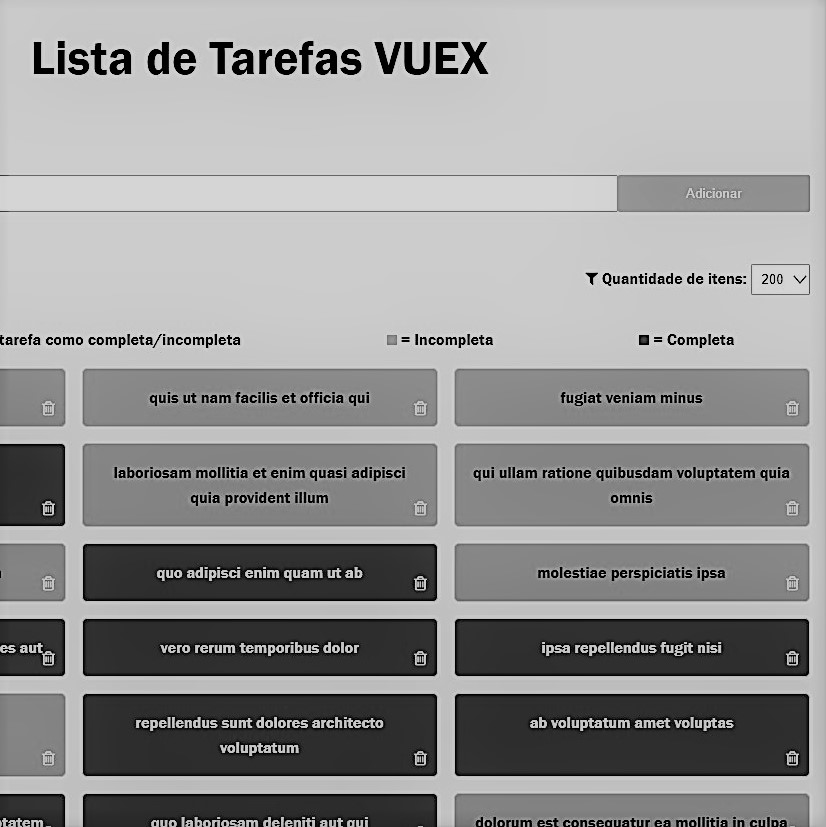 Lista de Tarefas VUEX
Adicionar
Quantidade de itens: 200
tarefa como completa/incompleta
= Incompleta
= Completa
quis ut nam facilis et officia qui
fugiat veniam minus
laboriosam mollitia et enim quasi adipisci
quia provident illum
qui ullam ratione quibusdam voluptatem quia
omnis
quo adipisci enim quam ut ab
molestiae perspiciatis ipsa
es aut
vero rerum temporibus dolor
ipsa repellendus fugit nisi
repellendus sunt dolores architecto
voluptatum
ab voluptatum amet voluptas
ptatem
quo laboriosam deleniti aut qui
dolorum est consequatur ea mollitia in culpa